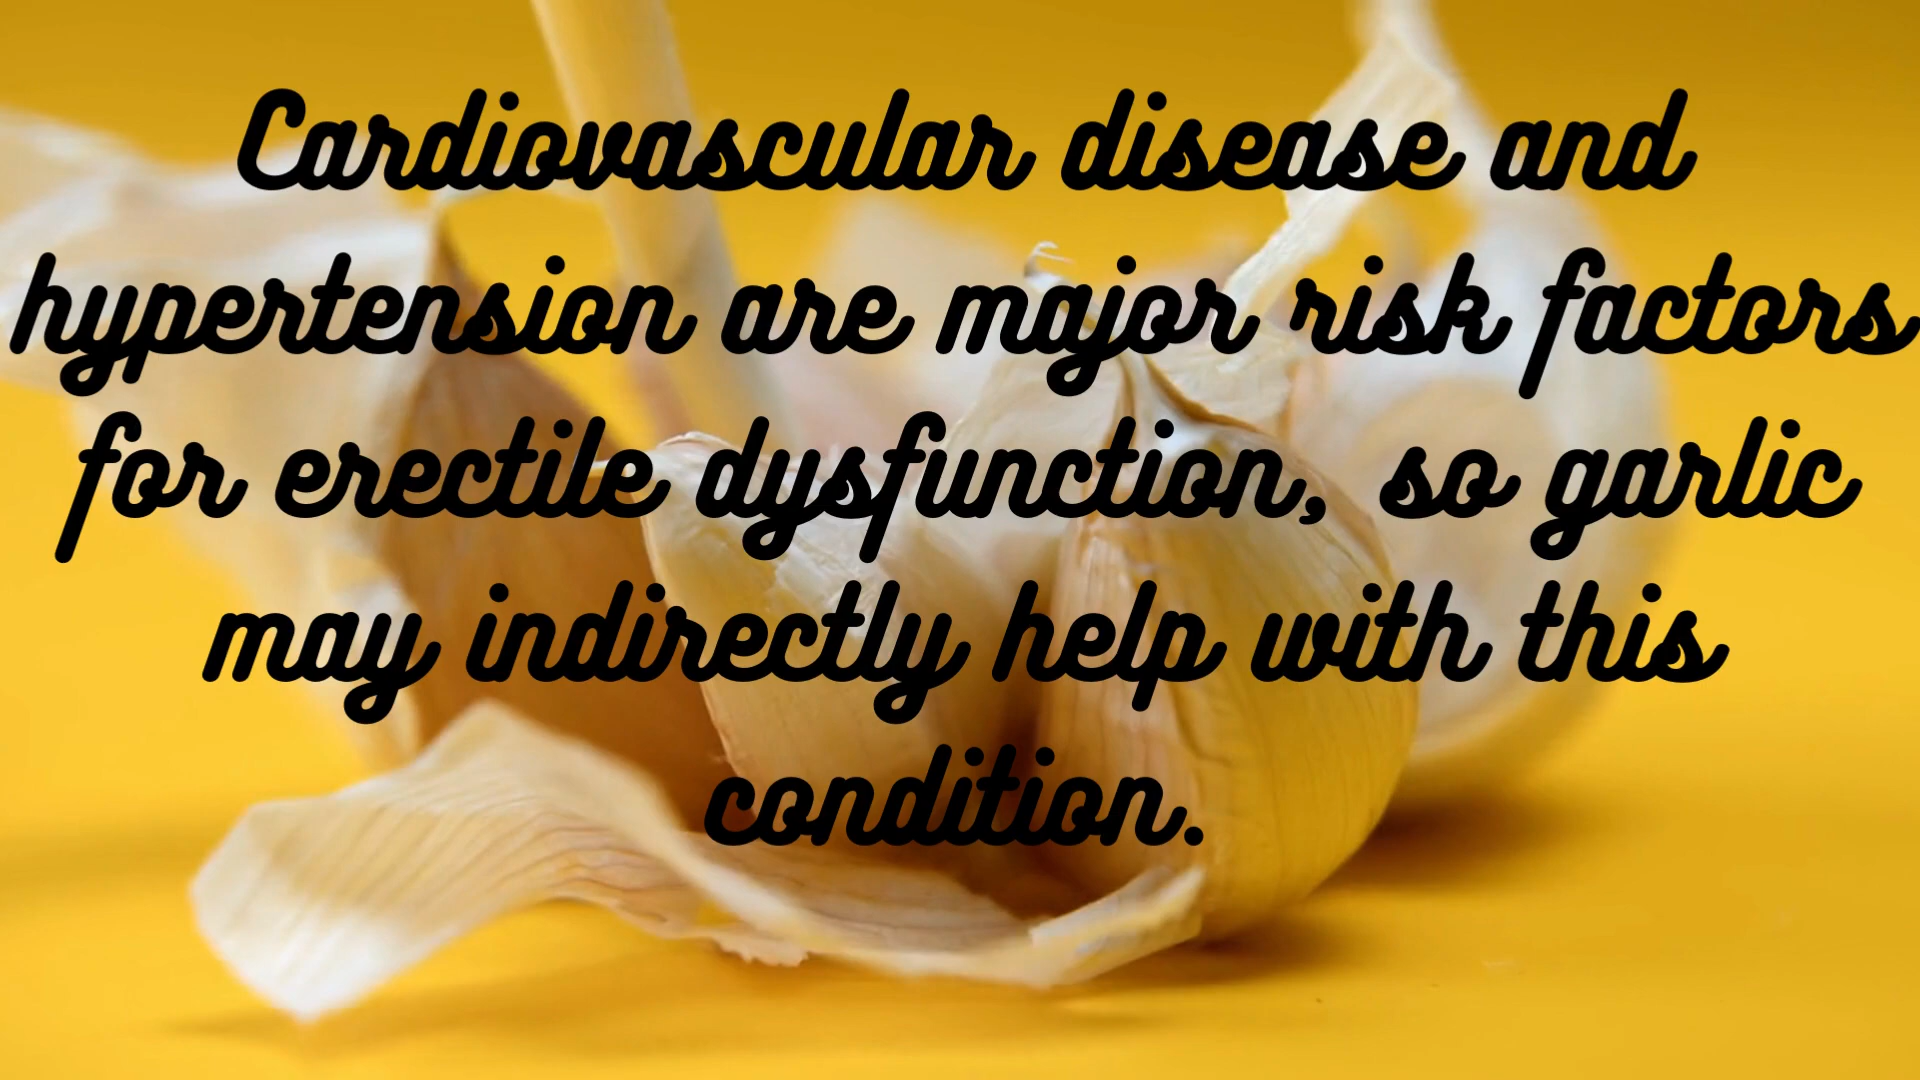 Cardiovascular disease and
hypertension are major risk factors
for erectile dysfunction, so garlic
may indirectly help with this
condition.